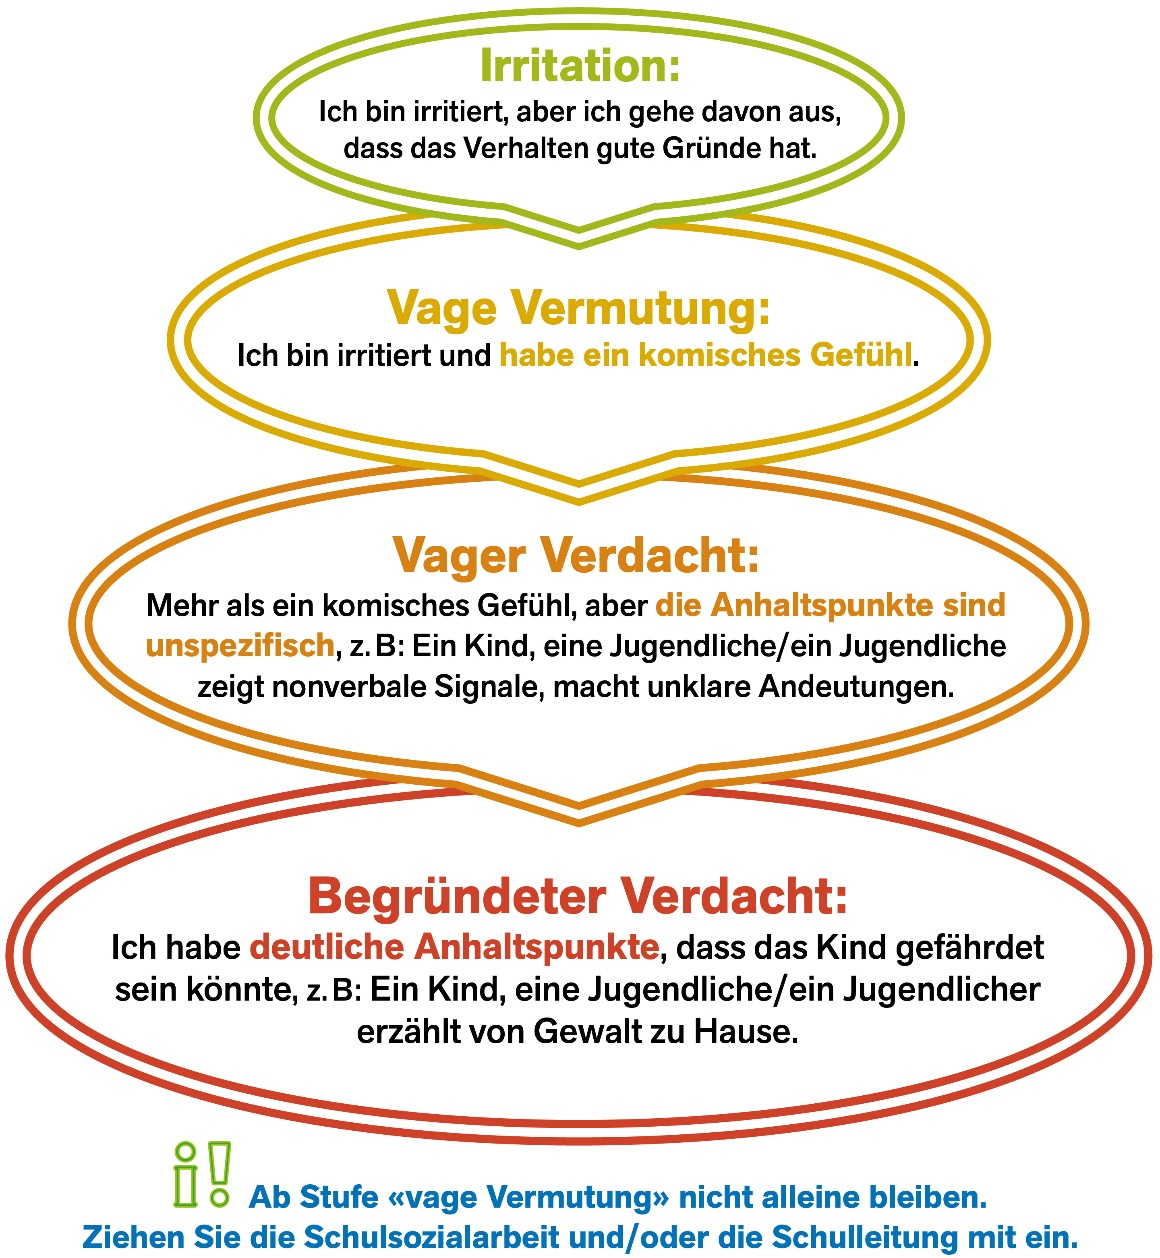 Irritation:
Ich bin irritiert, aber ich gehe davon aus,
dass das Verhalten gute Gründe hat.
Vage Vermutung:
Ich bin irritiert und habe ein komisches Gefühl.
Vager Verdacht:
Mehr als ein komisches Gefühl, aber die Anhaltspunkte sind
unspezifisch, z. B: Ein Kind, eine Jugendliche/ein Jugendliche
zeigt nonverbale Signale, macht unklare Andeutungen.
Begründeter Verdacht:
Ich habe deutliche Anhaltspunkte, dass das Kind gefährdet
sein könnte, z. B: Ein Kind, eine Jugendliche/ein Jugendlicher
erzählt von Gewalt zu Hause.
i! Ab Stufe «vage Vermutung» nicht alleine bleiben.
Ziehen Sie die Schulsozialarbeit und/oder die Schulleitung mit ein.